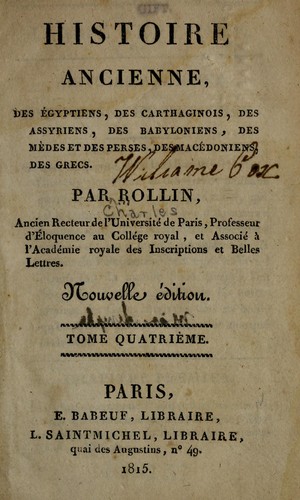 GIFT
HISTOIRE
ANCIENNE,
DES ÉGYPTIENS, DES CARTHAGINOIS, DES
ASSYRIENS, DES BABYLONIENS, DES
MÈDES ET DES PERSES, DES MACÉDONIENS,
DES GRECS.
Cox
PAR ROLLIN,
Charles
Ancien Recteur de l'Université de Paris, Professeur
d'Éloquence au Collége royal, et Associé à
l'Académie royale des Inscriptions et Belles
Lettres.
Nouvelle édition.
TOME QUATRIÈME.
PARIS,
E. BABEUF, LIBRAIRE,
L. SAINTMICHEL, LIBRAIRE,
quai des Augustins, nº 49.
1815.